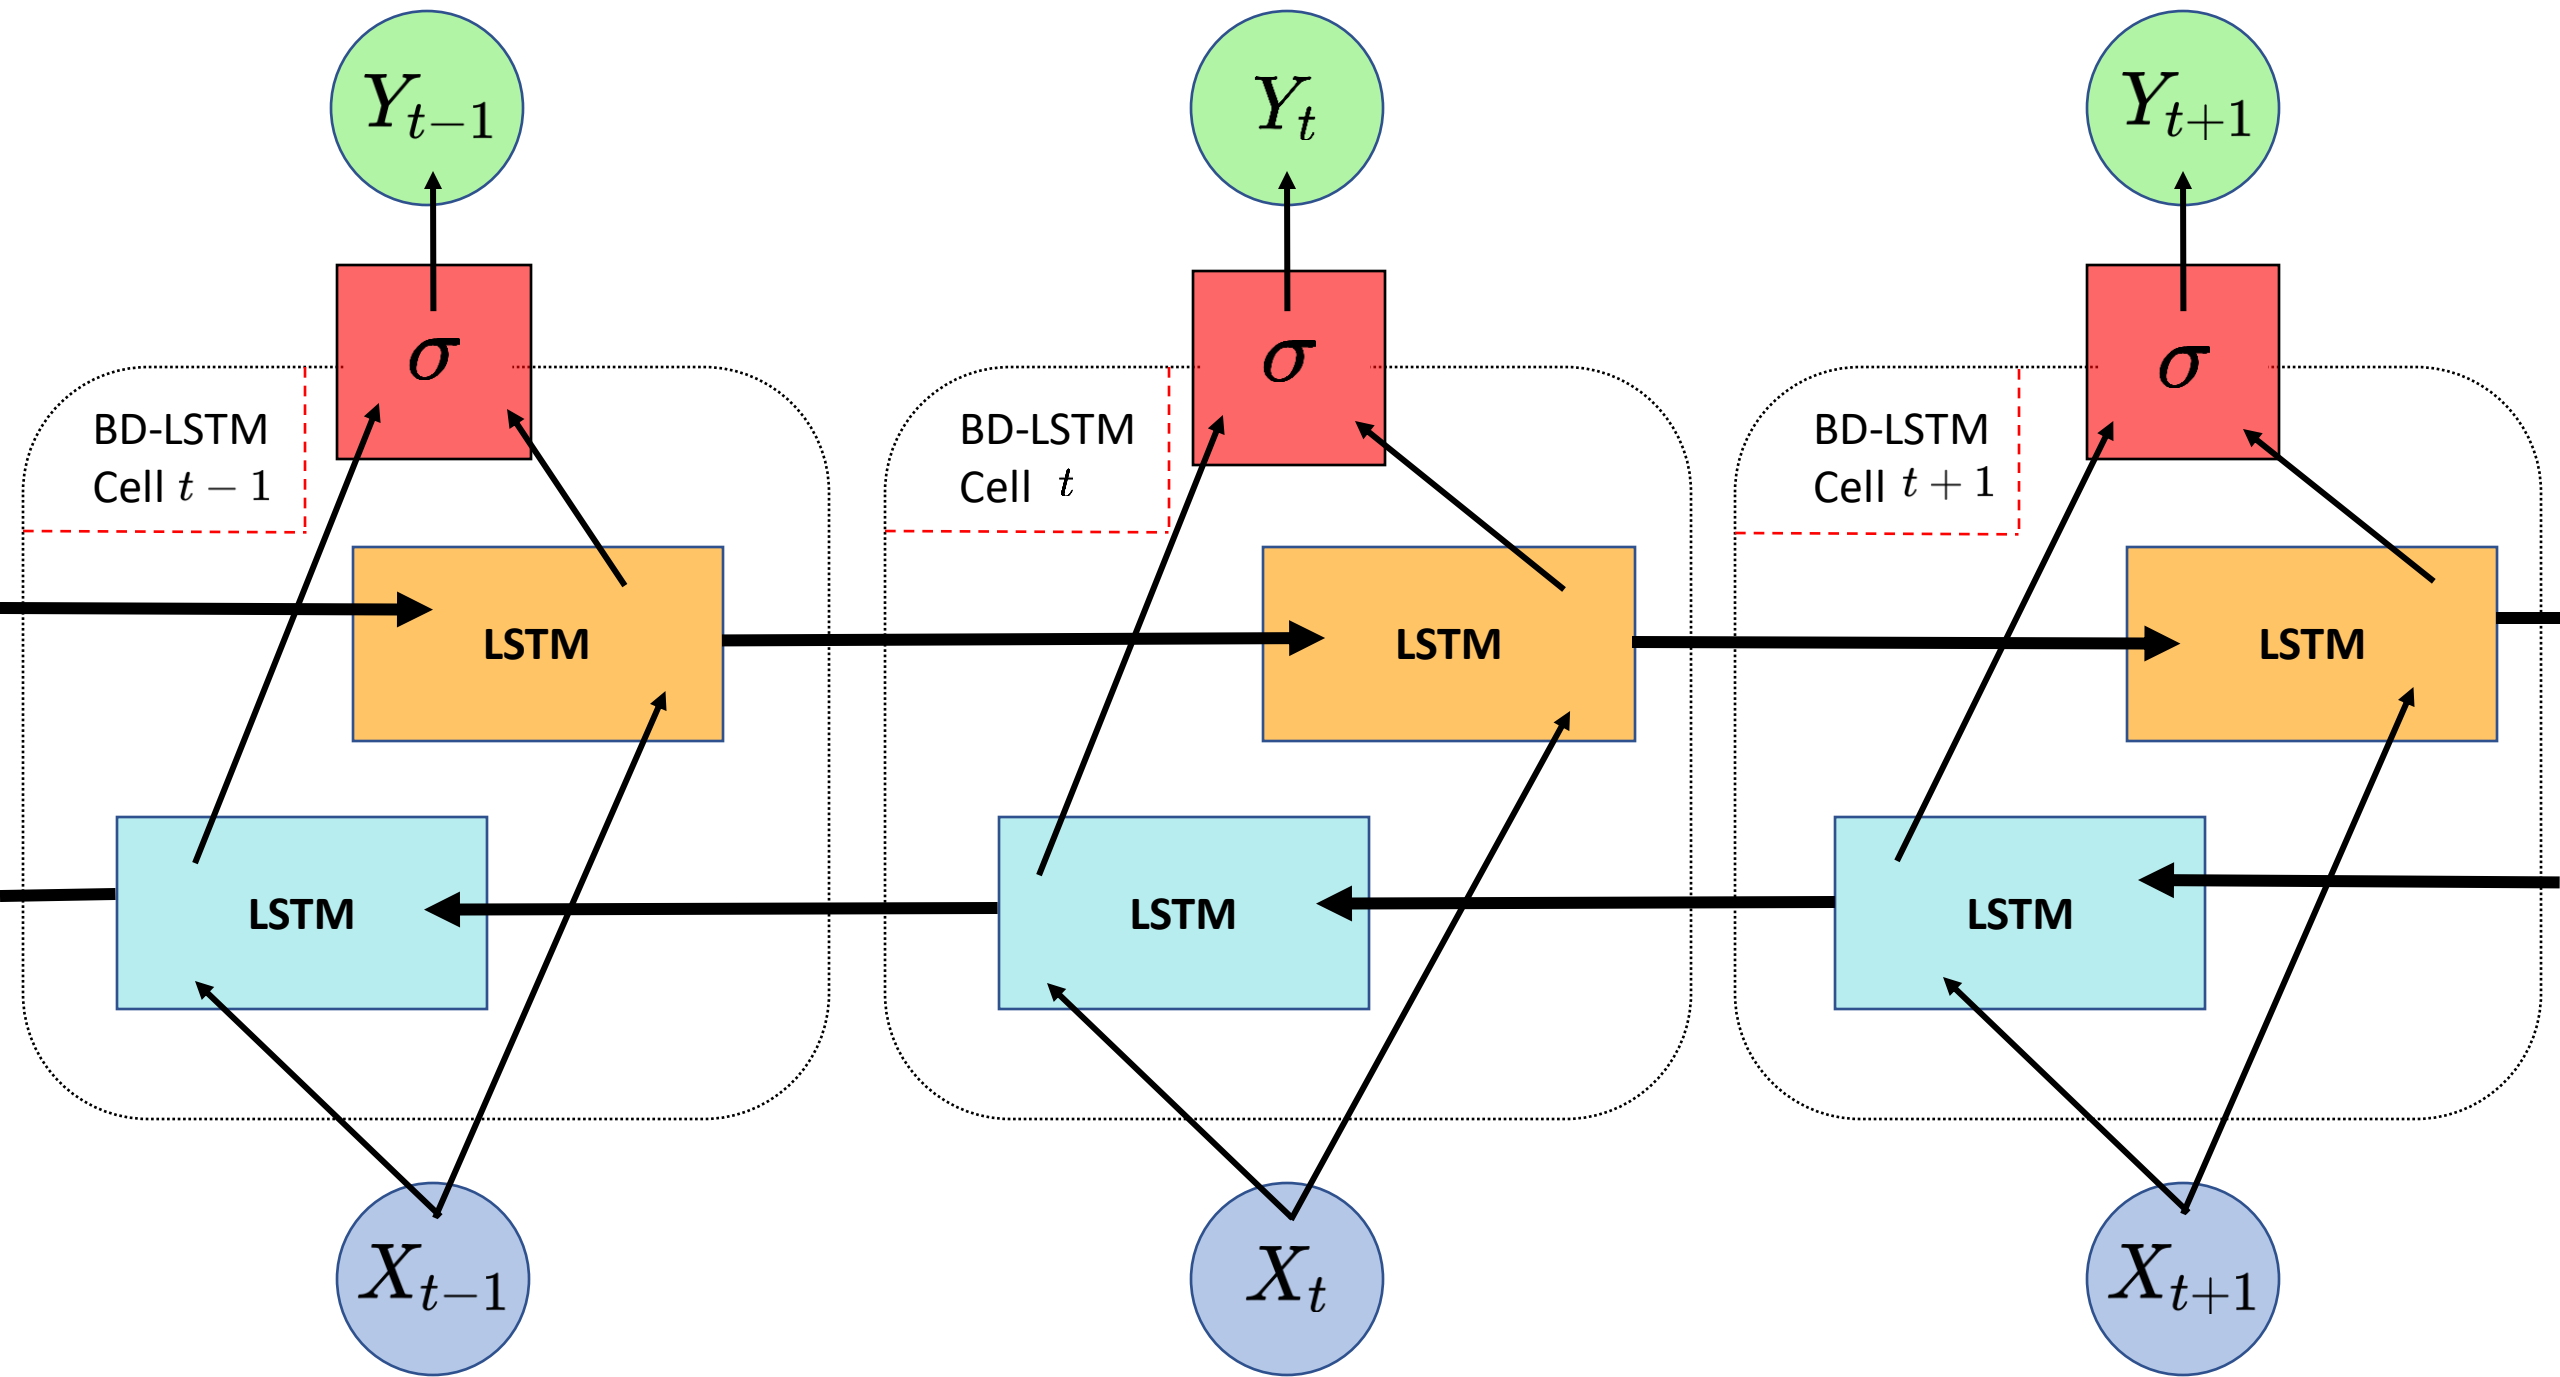 Y_{t-1}
Y_t
Y_{t+1}
σ
σ
σ
BD-LSTM
Cell t − 1
BD-LSTM
Cell t
BD-LSTM
Cell t + 1
LSTM
LSTM
LSTM
LSTM
LSTM
LSTM
X_{t-1}
X_t
X_{t+1}